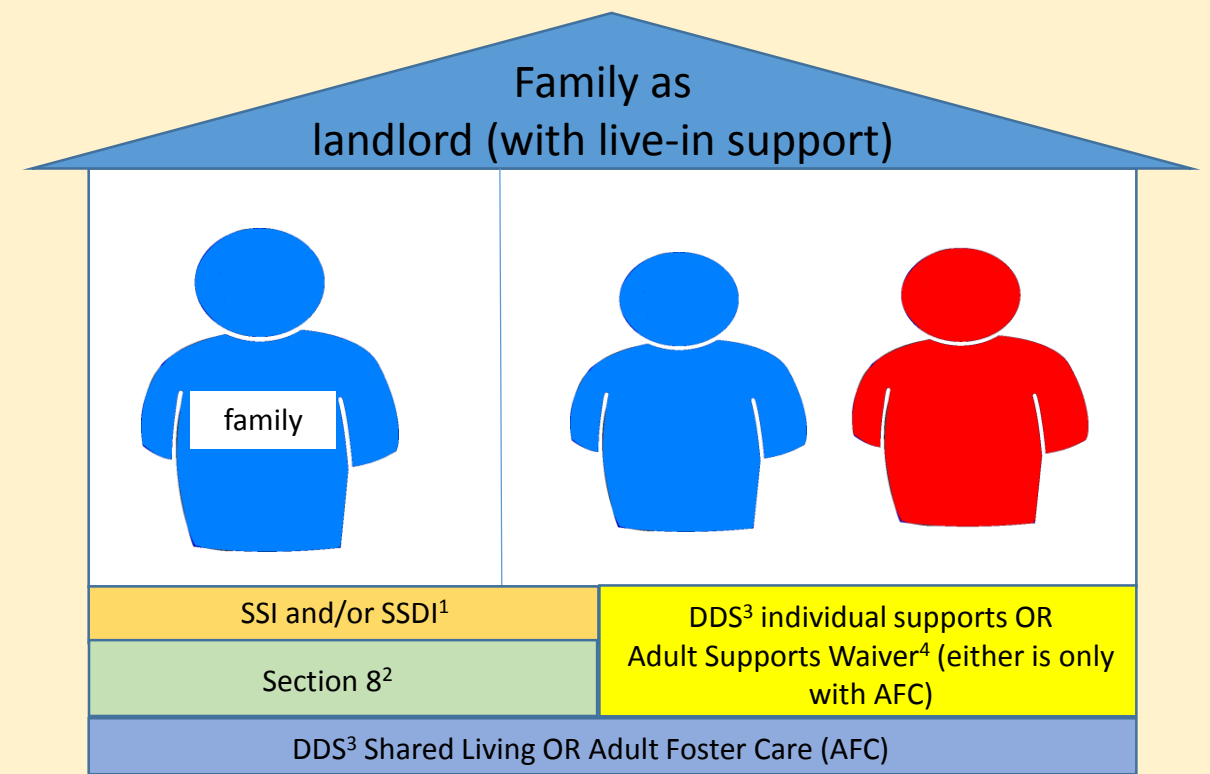 Family as
landlord (with live-in support)
family
SSI and/or SSDI¹
Section 8²
DDS³ individual supports OR
Adult Supports Waiver⁴ (either is only
with AFC)
DDS³ Shared Living OR Adult Foster Care (AFC)